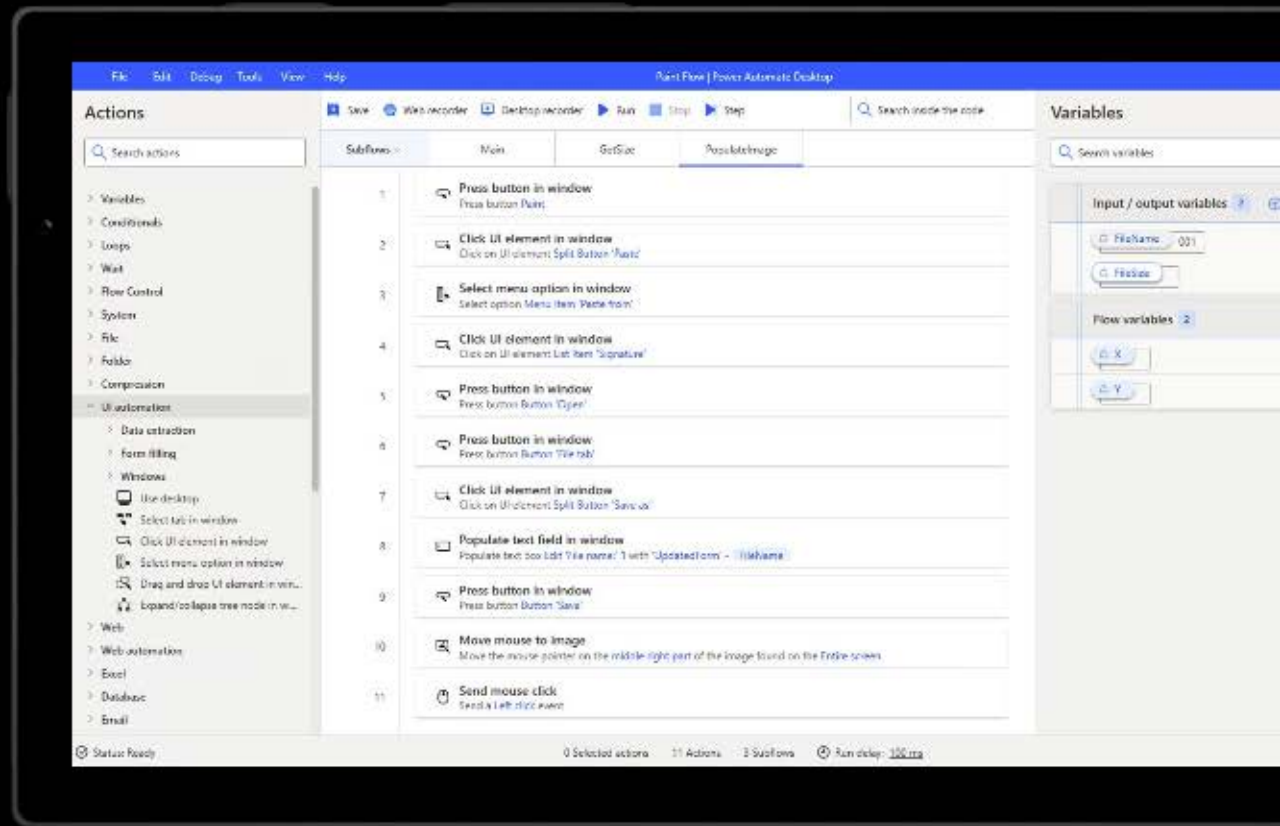 File Edit Debug Tools View Help
Paint Flow | Power Automate Desktop
Actions
Search actions
Variables
Conditionals
Loops
Wait
Flow Control
System
File
Folder
Compression
UI automation
Data extraction
Form filling
Windows
Use desktop
Select tab in window
Click UI element in window
Select menu option in window
Drag and drop UI element in win...
Expand/collapse tree node in w...
Web
Web automation
Excel
Database
Email
Save Web recorder Desktop recorder Run Stop Step
Search inside the code
Subflows Main GetSize PopulateImage
1 Press button in window
Press button Paint
2 Click UI element in window
Click on UI element Split Button 'Paste'
3 Select menu option in window
Select option Menu Item 'Paste from'
4 Click UI element in window
Click on UI element List Item 'Signature'
5 Press button in window
Press button Button 'Open'
6 Press button in window
Press button Button 'File tab'
7 Click UI element in window
Click on UI element Split Button 'Save as'
8 Populate text field in window
Populate text box Edit 'File name:' 1 with 'UpdatedForm' - FileName
9 Press button in window
Press button Button 'Save'
10 Move mouse to image
Move the mouse pointer on the middle right part of the image found on the Entire screen
11 Send mouse click
Send a Left click event
Variables
Search variables
Input / output variables
FileName 001
FileSize
Flow variables 2
X
Y
Status: Ready
0 Selected actions 11 Actions 3 Subflows Run delay: 100 ms